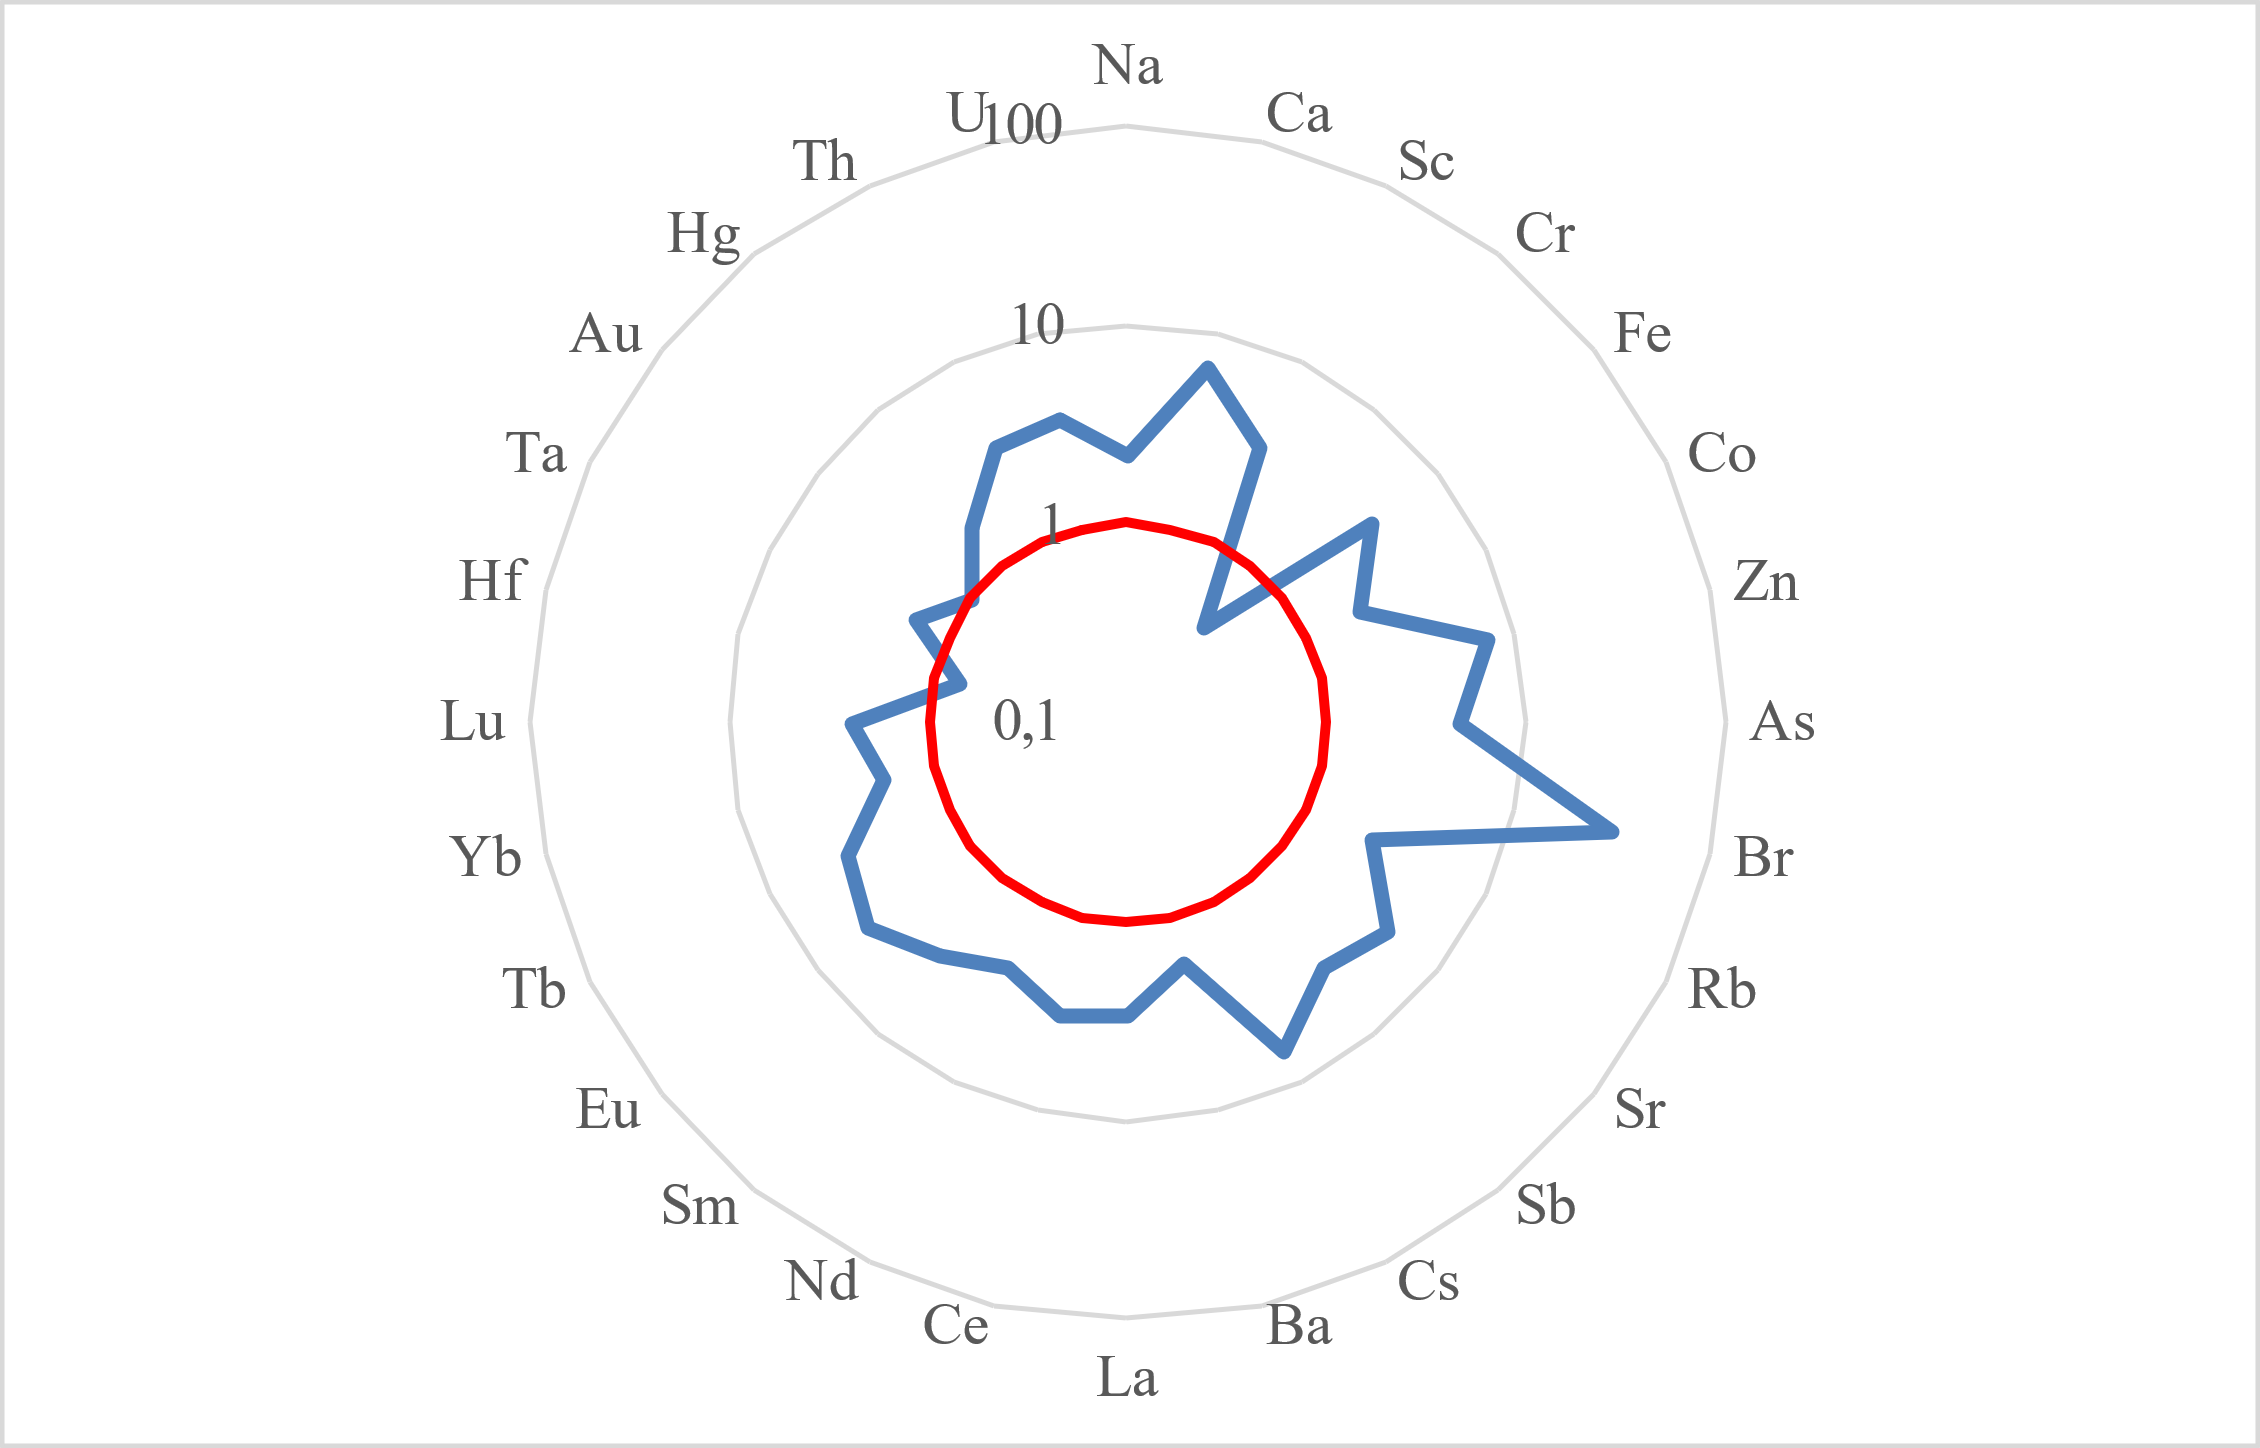 Na
Ca
Sc
Cr
Fe
Co
Zn
As
Br
Rb
Sr
Sb
Cs
Ba
La
Ce
Nd
Sm
Eu
Tb
Yb
Lu
Hf
Ta
Au
Hg
Th
U
100
10
1
0,1